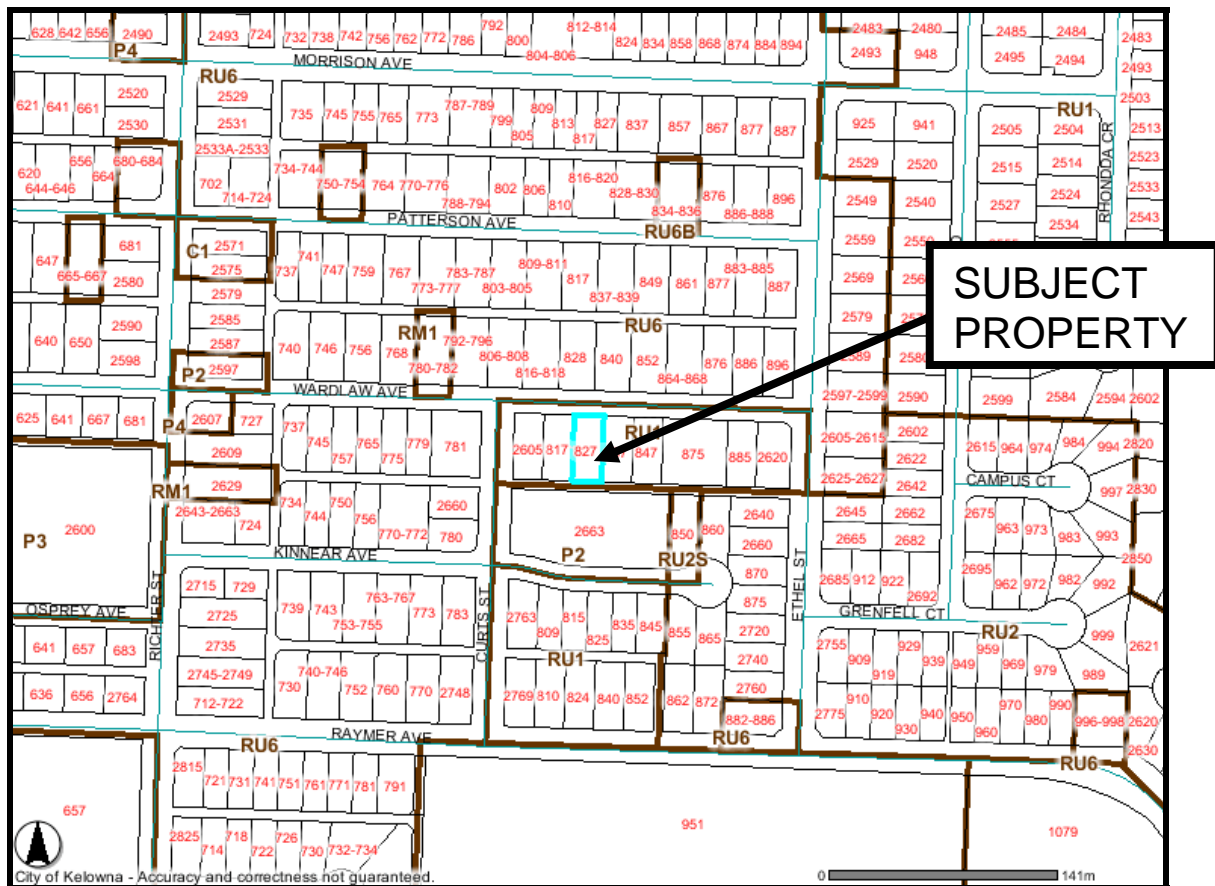 628 642 656 2490 2493 724 732 738 742 756 762 772 786 792 800 804-806 812-814 824 834 858 868 874 884 894 2483 2480 2485 2484 2483
P4 2493 948 2495 2494 2493
MORRISON AVE
RU6 2503
621 641 661 2520 2529 735 745 755 765 773 787-789 799 805 809 813 817 827 837 857 867 877 887 925 941 2505 2504 RU1 2513
2530 2531
2533A-2533
620 644-646 656 664 680-684 702 714-724 734-744 750-754 764 770-776 788-794 802 806 810 816-820 828-830 834-836 876 886-888 896 2529 2520 2515 2514 2523
RHONDDA CR
2549 2540 2527 2524 2533
2534 2543
PATTERSON AVE
RU6B
647 665-667 681 2580 C1 2571 2575 737 741 747 759 767 773-777 783-787 803-805 809-811 817 837-839 849 861 877 883-885 887 2559
2569
SUBJECT
PROPERTY
2579
2585
2587
640 650 2590 2598 740 746 756 768 RM1 780-782 792-796 806-808 816-818 828 840 RU6 852 864-868 876 886 896 2579
P2 2597
WARDLAW AVE
2597-2599 2590 2599 2584 2594 2602
625 641 667 681 P4 2607 727 737 745 757 765 775 779 781 2605 817 827 847 RU1 875 885 2620 2605-2615 2602 2615 964 974 984 994 2820
2609 2622
RM1 2629 2625-2627 2642 CAMPUS CT 997 2830
2643-2663 724 734 744 750 756 770-772 2660 780 2663 850 860 2640 2645 2662 2675 963 973 983 993
P3 2600 2660 2665 2682 2850
KINNEAR AVE P2 RU2S
870 2685 912 922 2692 2695 962 972 982 992
2715 729 739 743 753-755 763-767 773 783 2763 809 815 825 835 845 855 865 875
OSPREY AVE
RICHTER ST
CURTS ST
ETHEL ST
GRENFELL CT
2725 2720 RU2 999 2621
641 657 683 2735 2740 2755 909 919 929 939 949 959 969 979 989
2745-2749 730 740-746 752 760 770 2748 RU1 2760
636 656 2764 712-722 2769 810 824 840 852 862 872 882-886 2775 910 920 930 940 950 960 970 980 990 996-998 2620
2630
RAYMER AVE
RU6 RU6 RU6
2815 721 731 741 751 761 771 781 791
657 951 1079
2825 714 718 722 726 730 732-734
City of Kelowna - Accuracy and correctness not guaranteed.
0 141m